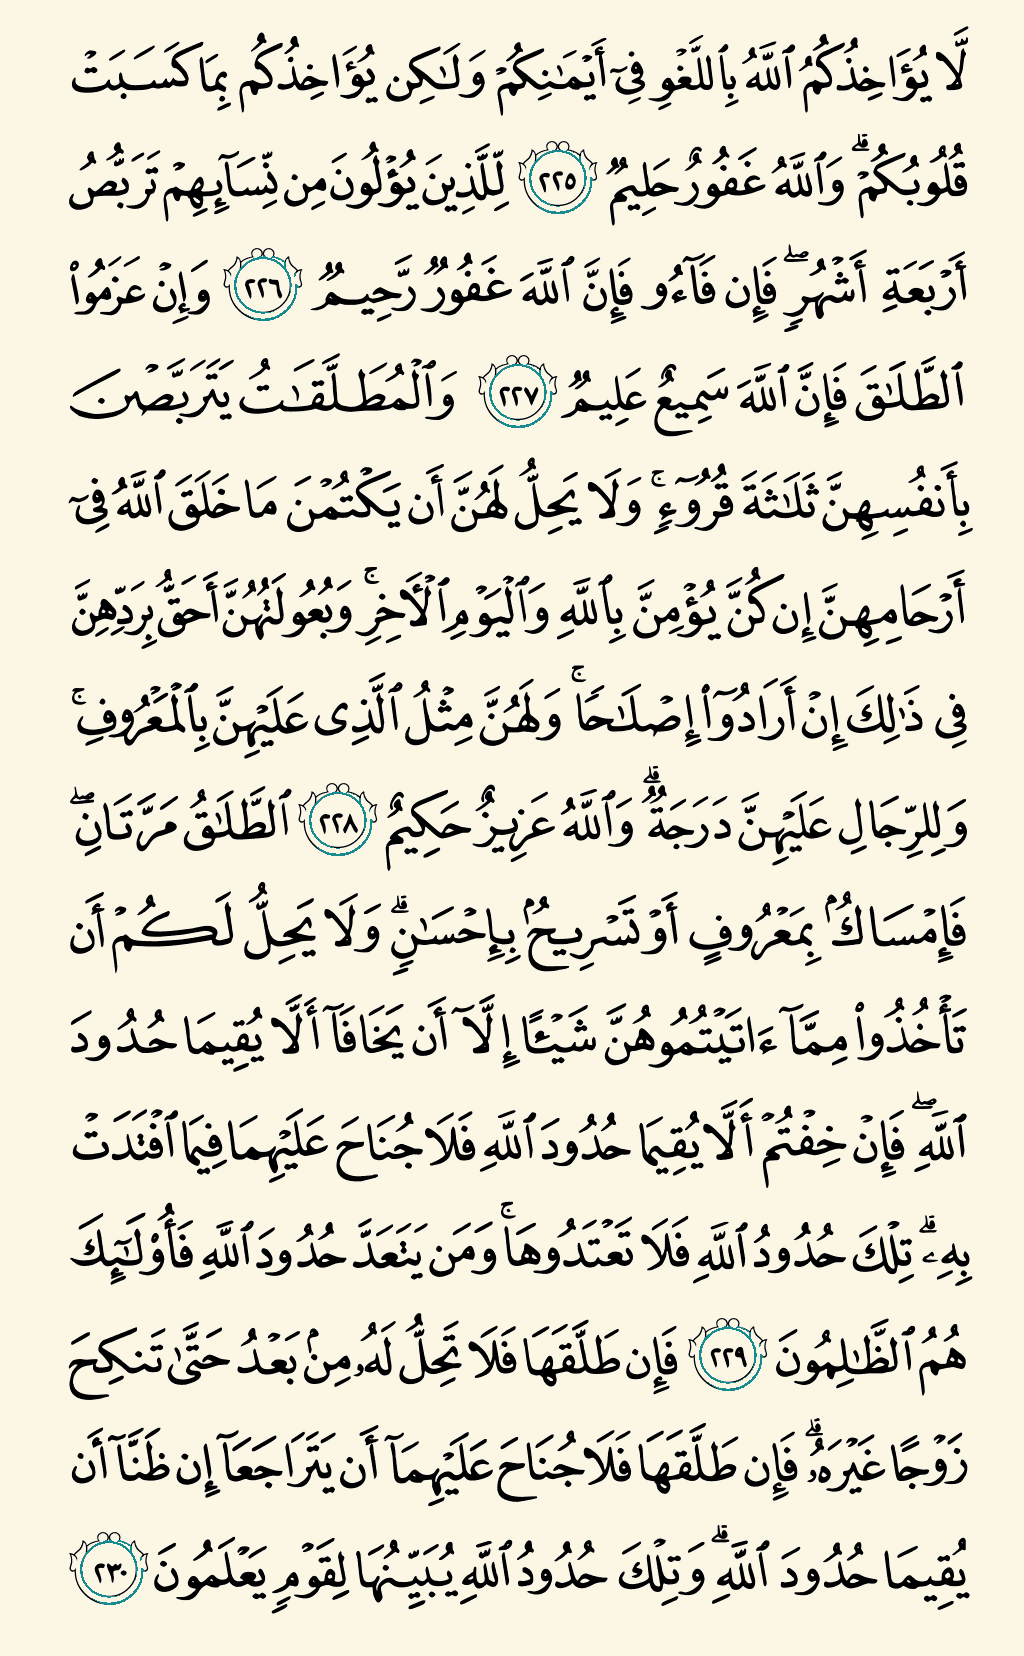 لَّا يُؤَاخِذُكُمُ ٱللَّهُ بِٱللَّغْوِ فِىٓ أَيْمَـٰنِكُمْ وَلَـٰكِن يُؤَاخِذُكُم بِمَا كَسَبَتْ
قُلُوبُكُمْ ۗ وَٱللَّهُ غَفُورٌ حَلِيمٌ ٢٢٥ لِّلَّذِينَ يُؤْلُونَ مِن نِّسَآئِهِمْ تَرَبُّصُ
أَرْبَعَةِ أَشْهُرٍ ۖ فَإِن فَآءُو فَإِنَّ ٱللَّهَ غَفُورٌ رَّحِيمٌ ٢٢٦ وَإِنْ عَزَمُوا۟
ٱلطَّلَـٰقَ فَإِنَّ ٱللَّهَ سَمِيعٌ عَلِيمٌ ٢٢٧ وَٱلْمُطَلَّقَـٰتُ يَتَرَبَّصْنَ
بِأَنفُسِهِنَّ ثَلَـٰثَةَ قُرُوٓءٍ ۚ وَلَا يَحِلُّ لَهُنَّ أَن يَكْتُمْنَ مَا خَلَقَ ٱللَّهُ فِىٓ
أَرْحَامِهِنَّ إِن كُنَّ يُؤْمِنَّ بِٱللَّهِ وَٱلْيَوْمِ ٱلْـَٔاخِرِ ۚ وَبُعُولَتُهُنَّ أَحَقُّ بِرَدِّهِنَّ
فِى ذَٰلِكَ إِنْ أَرَادُوٓا۟ إِصْلَـٰحًا ۚ وَلَهُنَّ مِثْلُ ٱلَّذِى عَلَيْهِنَّ بِٱلْمَعْرُوفِ ۚ
وَلِلرِّجَالِ عَلَيْهِنَّ دَرَجَةٌ ۗ وَٱللَّهُ عَزِيزٌ حَكِيمٌ ٢٢٨ ٱلطَّلَـٰقُ مَرَّتَانِ ۖ
فَإِمْسَاكٌۢ بِمَعْرُوفٍ أَوْ تَسْرِيحٌۢ بِإِحْسَـٰنٍ ۗ وَلَا يَحِلُّ لَكُمْ أَن
تَأْخُذُوا۟ مِمَّآ ءَاتَيْتُمُوهُنَّ شَيْـًٔا إِلَّآ أَن يَخَافَآ أَلَّا يُقِيمَا حُدُودَ
ٱللَّهِ ۖ فَإِنْ خِفْتُمْ أَلَّا يُقِيمَا حُدُودَ ٱللَّهِ فَلَا جُنَاحَ عَلَيْهِمَا فِيمَا ٱفْتَدَتْ
بِهِۦ ۗ تِلْكَ حُدُودُ ٱللَّهِ فَلَا تَعْتَدُوهَا ۚ وَمَن يَتَعَدَّ حُدُودَ ٱللَّهِ فَأُو۟لَـٰٓئِكَ
هُمُ ٱلظَّـٰلِمُونَ ٢٢٩ فَإِن طَلَّقَهَا فَلَا تَحِلُّ لَهُۥ مِنۢ بَعْدُ حَتَّىٰ تَنكِحَ
زَوْجًا غَيْرَهُۥ ۗ فَإِن طَلَّقَهَا فَلَا جُنَاحَ عَلَيْهِمَآ أَن يَتَرَاجَعَآ إِن ظَنَّآ أَن
يُقِيمَا حُدُودَ ٱللَّهِ ۗ وَتِلْكَ حُدُودُ ٱللَّهِ يُبَيِّنُهَا لِقَوْمٍ يَعْلَمُونَ ٢٣٠